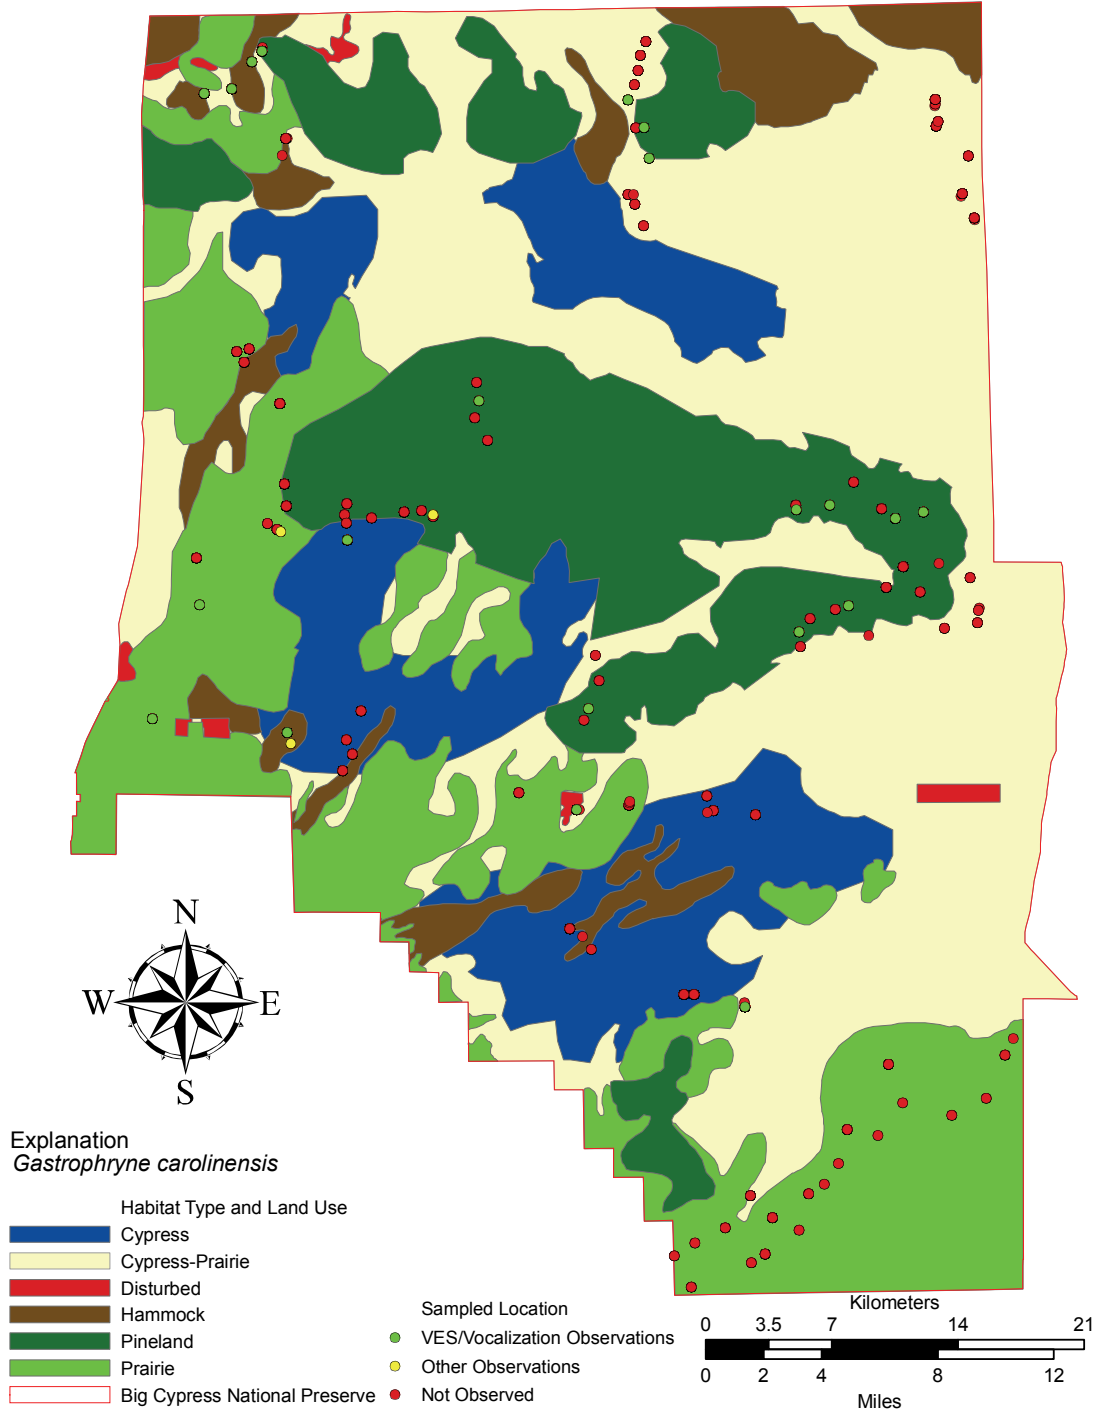 N
W
E
S
Explanation
Gastrophryne carolinensis
Habitat Type and Land Use
Cypress
Cypress-Prairie
Disturbed
Hammock
Pineland
Prairie
Big Cypress National Preserve
Sampled Location
VES/Vocalization Observations
Other Observations
Not Observed
Kilometers
0 3.5 7 14 21
0 2 4 8 12
Miles